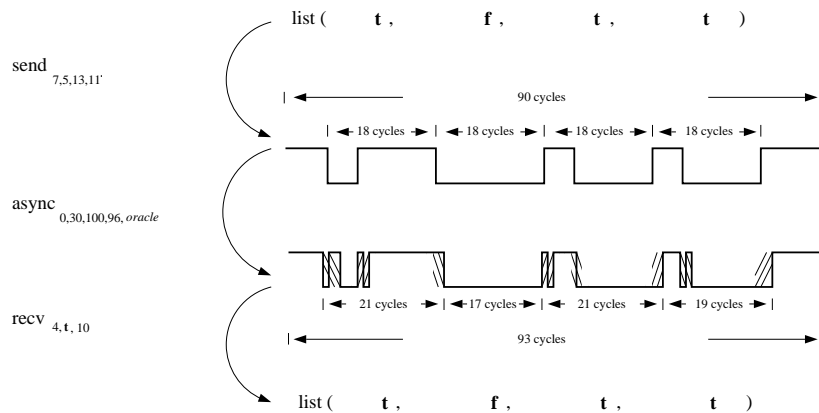 list ( t , f , t , t )
send 7,5,13,11
90 cycles
18 cycles 18 cycles 18 cycles 18 cycles
async 0,30,100,96, oracle
21 cycles 17 cycles 21 cycles 19 cycles
recv 4, t, 10
93 cycles
list ( t , f , t , t )